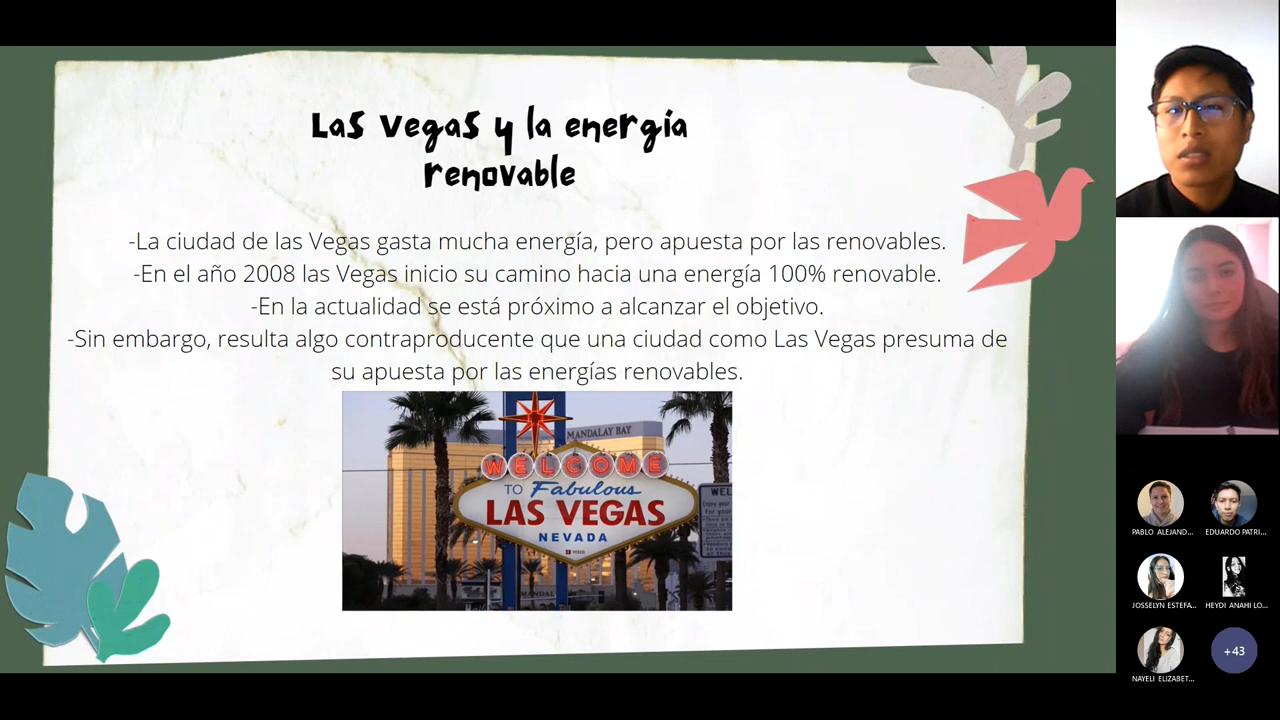 Las Vegas y la energía
renovable
-La ciudad de las Vegas gasta mucha energía, pero apuesta por las renovables.
-En el año 2008 las Vegas inicio su camino hacia una energía 100% renovable.
-En la actualidad se está próximo a alcanzar el objetivo.
-Sin embargo, resulta algo contraproducente que una ciudad como Las Vegas presuma de
su apuesta por las energías renovables.
MANDALAY BAY
WELCOME
TO Fabulous
LAS VEGAS
NEVADA
WEL
PABLO ALEJAND...
EDUARDO PATRI...
JOSSELYN ESTEFA...
HEYDI ANAHI LO...
NAYELI ELIZABET...
+43